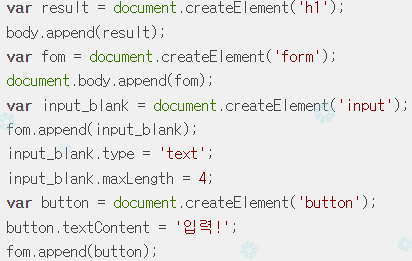 var result = document.createElement('h1');
body.append(result);
var fom = document.createElement('form');
document.body.append(fom);
var input_blank = document.createElement('input');
fom.append(input_blank);
input_blank.type = 'text';
input_blank.maxLength = 4;
var button = document.createElement('button');
button.textContent = '입력!';
fom.append(button);